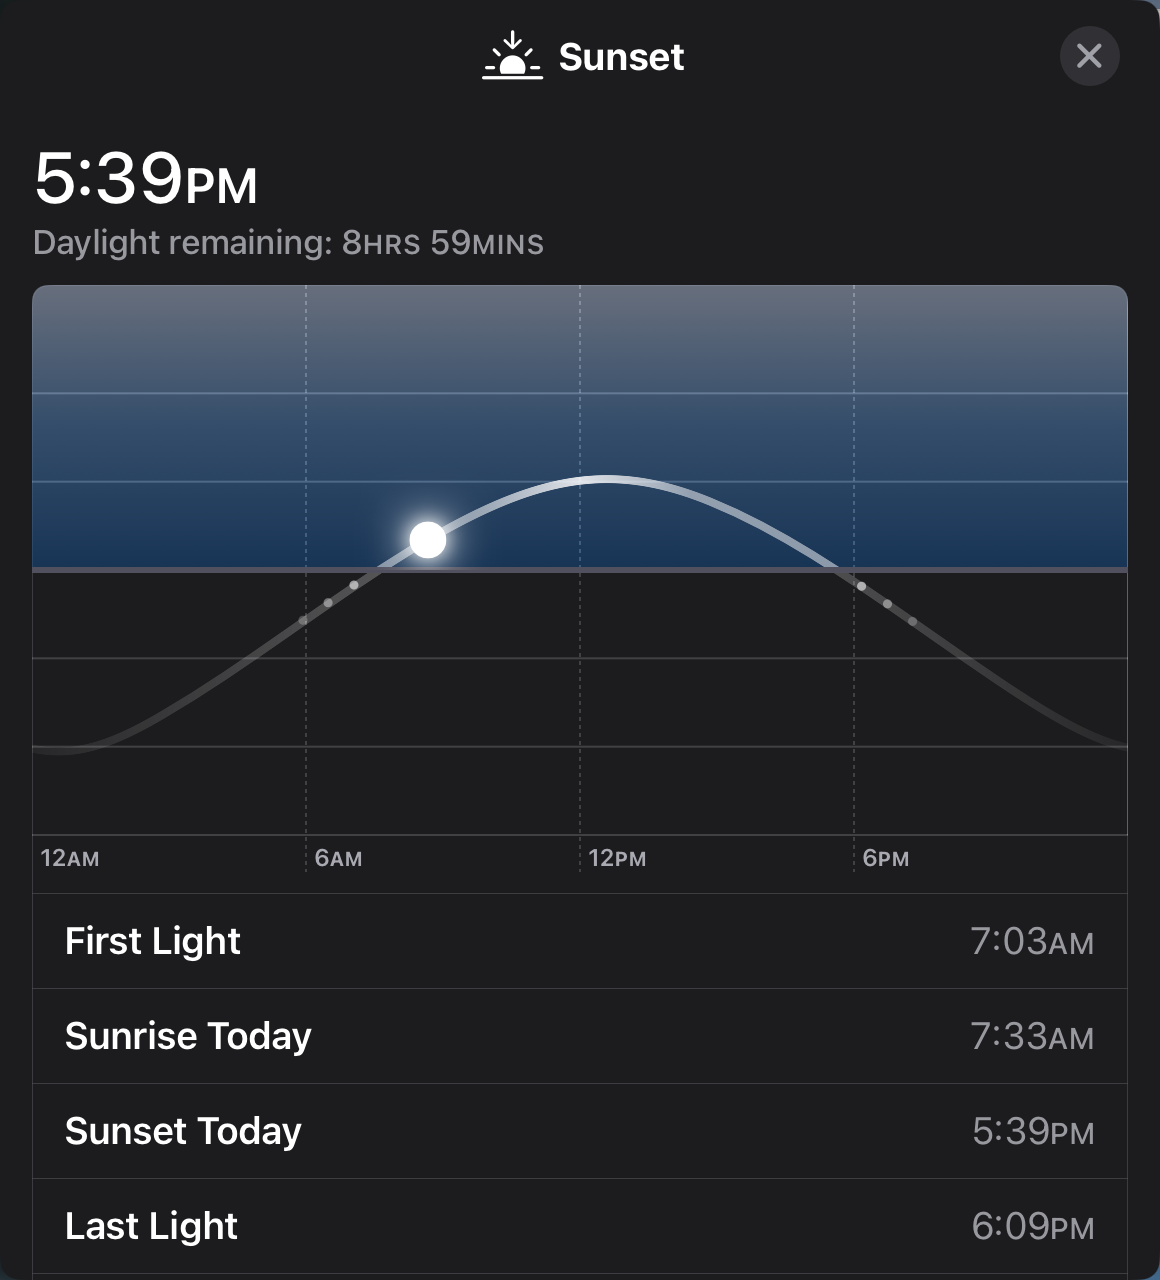 Sunset
5:39PM
Daylight remaining: 8HRS 59MINS
12AM 6AM 12PM 6PM
First Light 7:03AM
Sunrise Today 7:33AM
Sunset Today 5:39PM
Last Light 6:09PM